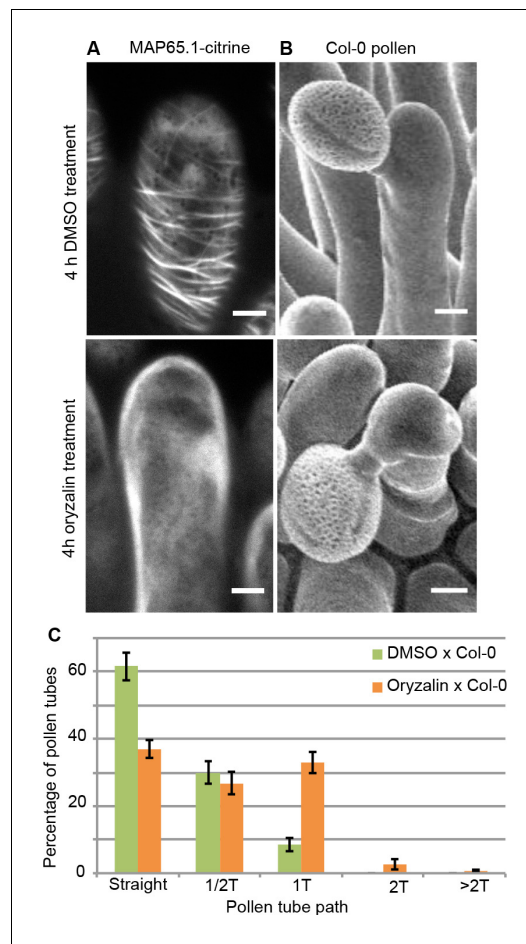 A MAP65.1-citrine
B Col-0 pollen
4 h DMSO treatment
4h oryzalin treatment
C
DMSO x Col-0
Oryzalin x Col-0
Percentage of pollen tubes
60
40
20
0
Straight 1/2T 1T 2T >2T
Pollen tube path